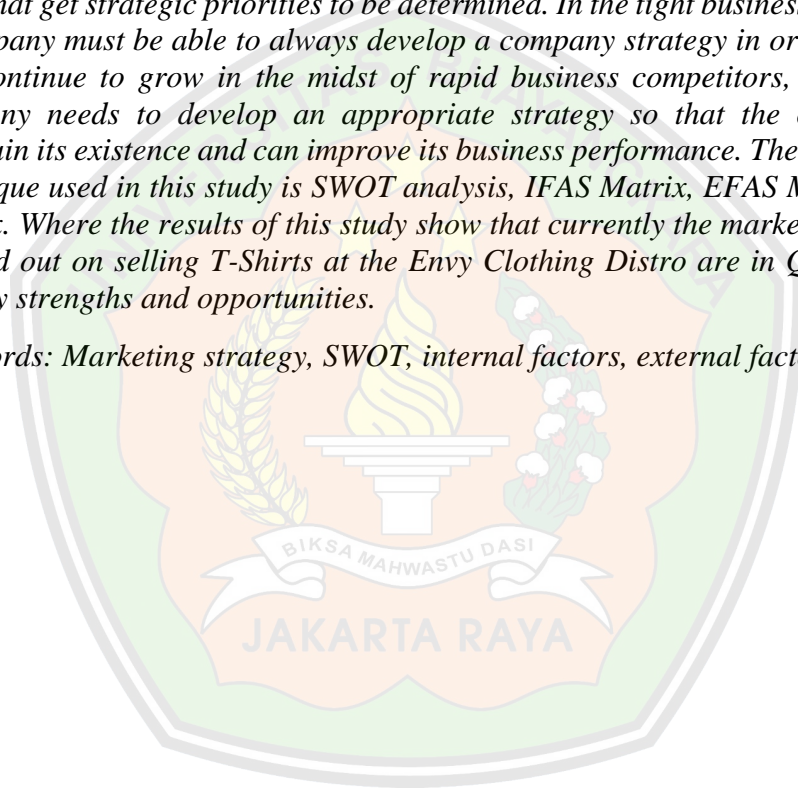 hat get strategic priorities to be determined. In the tight business
pany must be able to always develop a company strategy in or
ontinue to grow in the midst of rapid business competitors,
ny needs to develop an appropriate strategy so that the
ain its existence and can improve its business performance. The
que used in this study is SWOT analysis, IFAS Matrix, EFAS M
. Where the results of this study show that currently the marke
d out on selling T-Shirts at the Envy Clothing Distro are in Q
y strengths and opportunities.
ords: Marketing strategy, SWOT, internal factors, external fact
UNIVERSITAS BHAYANGKARA
BIKSA MAHWASTU DASI
JAKARTA RAYA